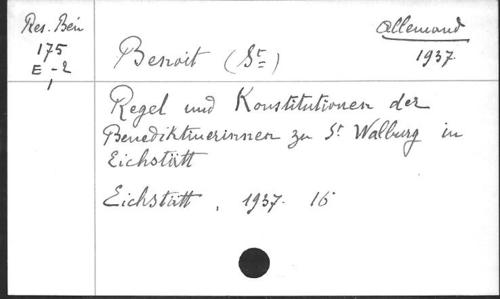 Res. Bén
175
E-2
1
Allemand
1937.
Benoit (St)
Regel und Konstitutionen der
Benediktinerinnen zu St Walburg in
Eichstätt
Eichstätt, 1937. 16